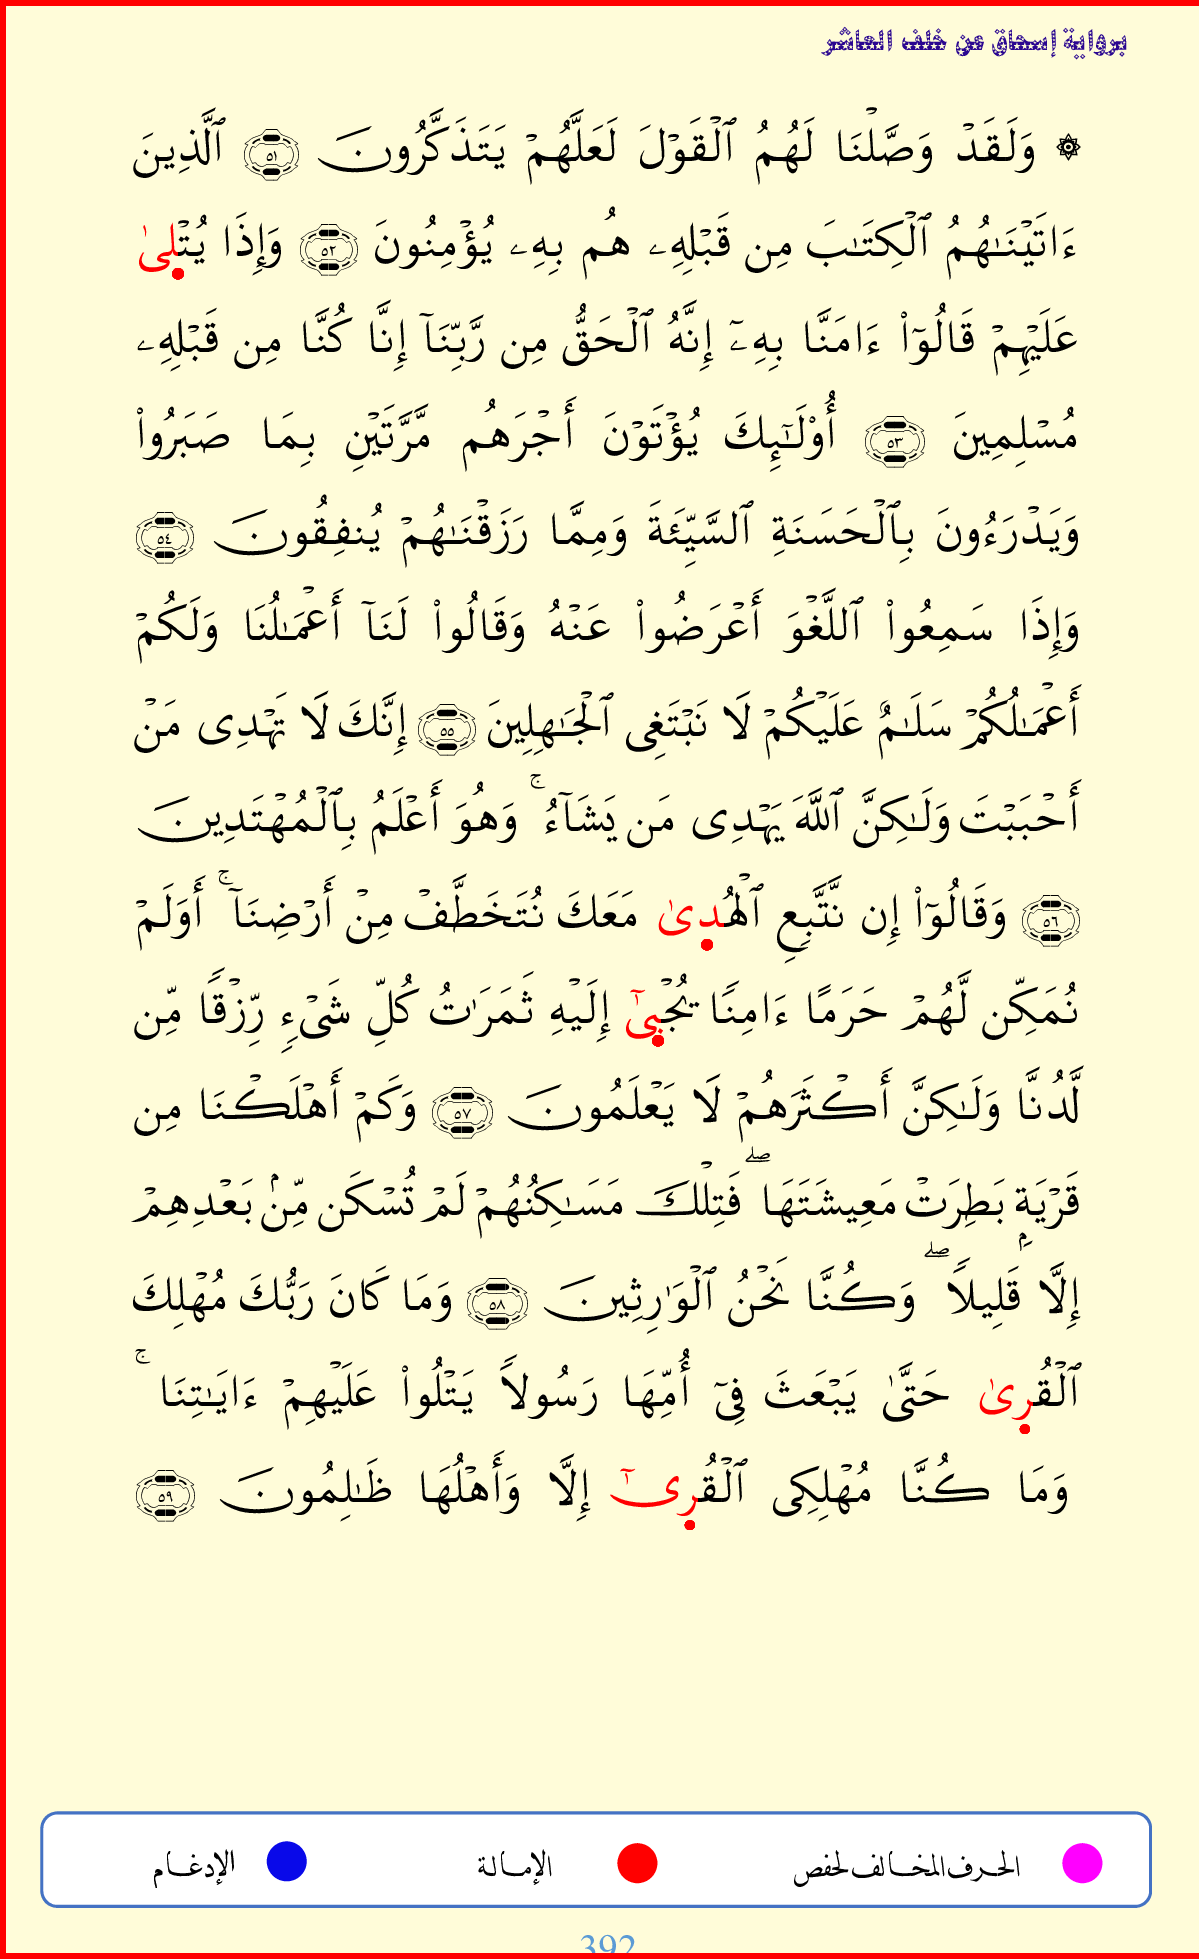 برواية إسحاق عن خلف العاشر
۞ وَلَقَدۡ وَصَّلۡنَا لَهُمُ ٱلۡقَوۡلَ لَعَلَّهُمۡ يَتَذَكَّرُونَ ٥١ ٱلَّذِينَ
ءَاتَيۡنَٰهُمُ ٱلۡكِتَٰبَ مِن قَبۡلِهِۦ هُم بِهِۦ يُؤۡمِنُونَ ٥٢ وَإِذَا يُتۡلِىٰ
عَلَيۡهِمۡ قَالُوٓاْ ءَامَنَّا بِهِۦٓ إِنَّهُ ٱلۡحَقُّ مِن رَّبِّنَآ إِنَّا كُنَّا مِن قَبۡلِهِۦ
مُسۡلِمِينَ ٥٣ أُوْلَٰٓئِكَ يُؤۡتَوۡنَ أَجۡرَهُم مَّرَّتَيۡنِ بِمَا صَبَرُواْ
وَيَدۡرَءُونَ بِٱلۡحَسَنَةِ ٱلسَّيِّئَةَ وَمِمَّا رَزَقۡنَٰهُمۡ يُنفِقُونَ ٥٤
وَإِذَا سَمِعُواْ ٱللَّغۡوَ أَعۡرَضُواْ عَنۡهُ وَقَالُواْ لَنَآ أَعۡمَٰلُنَا وَلَكُمۡ
أَعۡمَٰلُكُمۡ سَلَٰمٌ عَلَيۡكُمۡ لَا نَبۡتَغِى ٱلۡجَٰهِلِينَ ٥٥ إِنَّكَ لَا تَهۡدِى مَنۡ
أَحۡبَبۡتَ وَلَٰكِنَّ ٱللَّهَ يَهۡدِى مَن يَشَآءُۚ وَهُوَ أَعۡلَمُ بِٱلۡمُهۡتَدِينَ
٥٦ وَقَالُوٓاْ إِن نَّتَّبِعِ ٱلۡهُدِىٰ مَعَكَ نُتَخَطَّفۡ مِنۡ أَرۡضِنَآۚ أَوَلَمۡ
نُمَكِّن لَّهُمۡ حَرَمًا ءَامِنٗا يُجۡبِىٰٓ إِلَيۡهِ ثَمَرَٰتُ كُلِّ شَىۡءٖ رِّزۡقٗا مِّن
لَّدُنَّا وَلَٰكِنَّ أَكۡثَرَهُمۡ لَا يَعۡلَمُونَ ٥٧ وَكَمۡ أَهۡلَكۡنَا مِن
قَرۡيَةِۭ بَطِرَتۡ مَعِيشَتَهَاۖ فَتِلۡكَ مَسَٰكِنُهُمۡ لَمۡ تُسۡكَن مِّنۢ بَعۡدِهِمۡ
إِلَّا قَلِيلٗاۖ وَكُنَّا نَحۡنُ ٱلۡوَٰرِثِينَ ٥٨ وَمَا كَانَ رَبُّكَ مُهۡلِكَ
ٱلۡقُرِىٰ حَتَّىٰ يَبۡعَثَ فِىٓ أُمِّهَا رَسُولٗا يَتۡلُواْ عَلَيۡهِمۡ ءَايَٰتِنَاۚ
وَمَا كُنَّا مُهۡلِكِى ٱلۡقُرِىٓ إِلَّا وَأَهۡلُهَا ظَٰلِمُونَ ٥٩
الحرف المخالف لحفص الإمالة الإدغام
392